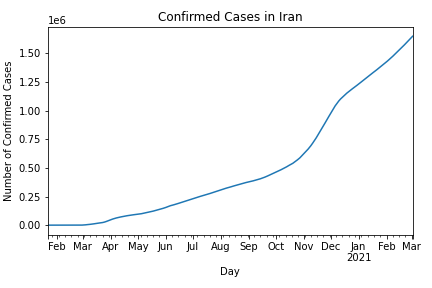 Confirmed Cases in Iran
1e6
Number of Confirmed Cases
1.50
1.25
1.00
0.75
0.50
0.25
0.00
Feb Mar Apr May Jun Jul Aug Sep Oct Nov Dec Jan Feb Mar
2021
Day